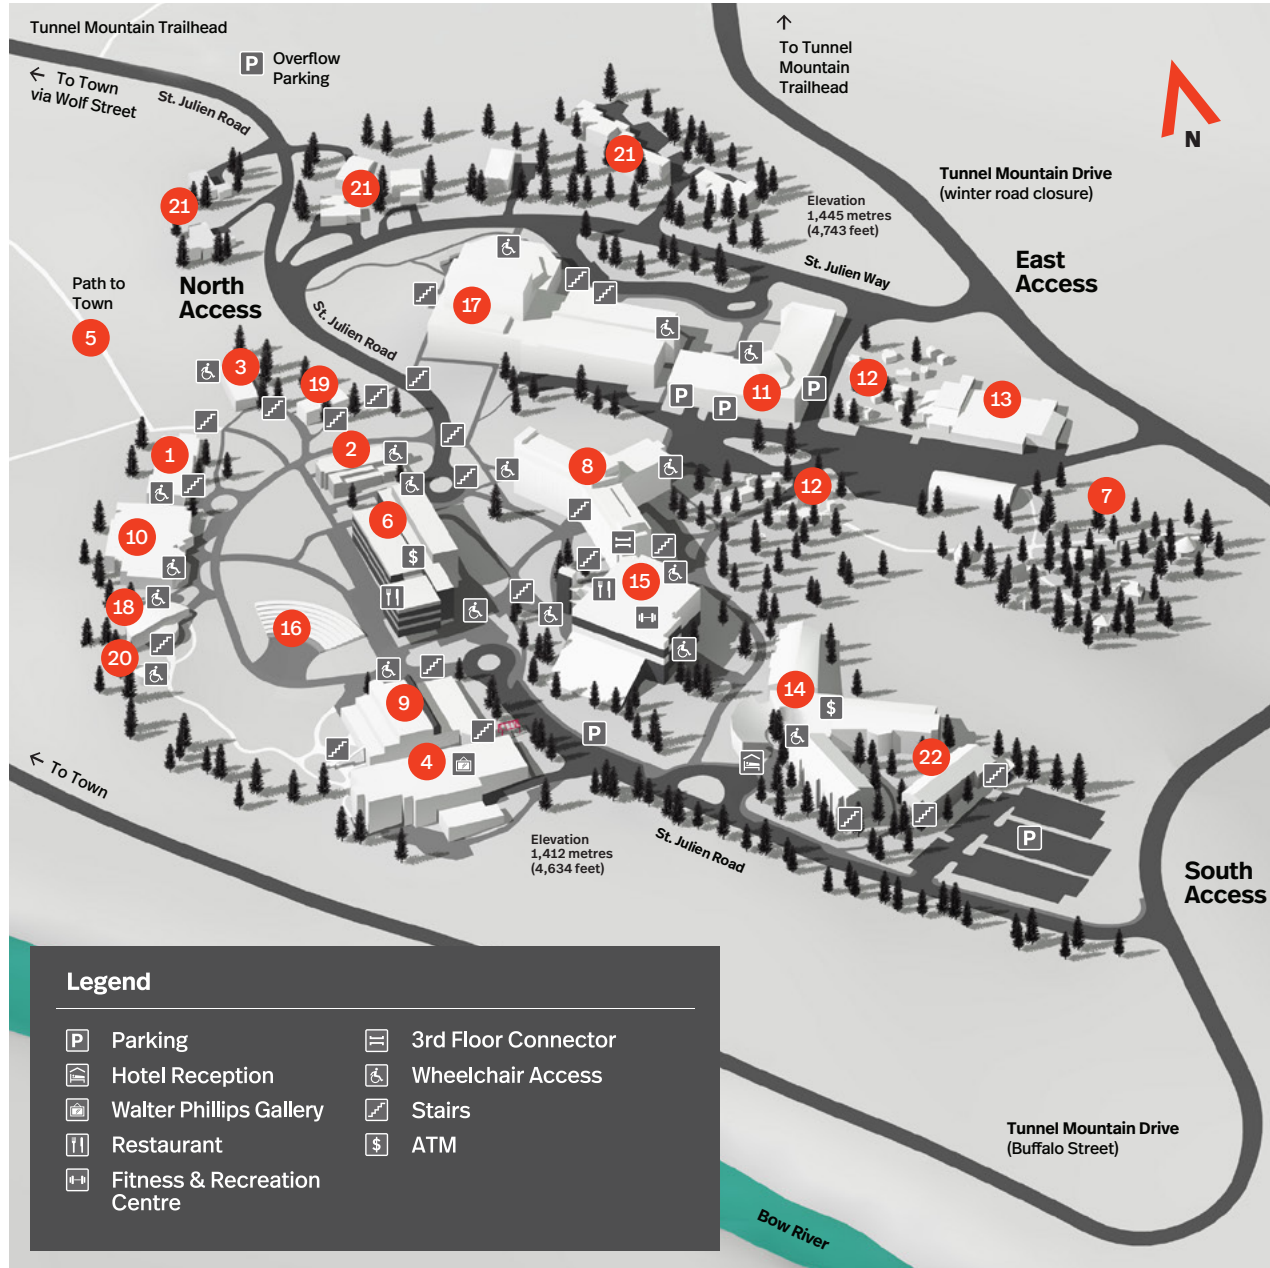 Tunnel Mountain Trailhead
← To Town
via Wolf Street
St. Julien Road
P Overflow
Parking
↑
To Tunnel
Mountain
Trailhead
N
Tunnel Mountain Drive
(winter road closure)
21
21
21
Elevation
1,445 metres
(4,743 feet)
St. Julien Way
East
Access
North
Access
Path to
Town
5
St. Julien Road
17
3
19
11
P
P
P
12
13
1
2
8
12
7
6
$
10
15
18
16
20
9
14
$
4
P
22
← To Town
Elevation
1,412 metres
(4,634 feet)
St. Julien Road
P
South
Access
Legend
P Parking
Hotel Reception
Walter Phillips Gallery
Restaurant
Fitness & Recreation
Centre
3rd Floor Connector
Wheelchair Access
Stairs
$ ATM
Tunnel Mountain Drive
(Buffalo Street)
Bow River